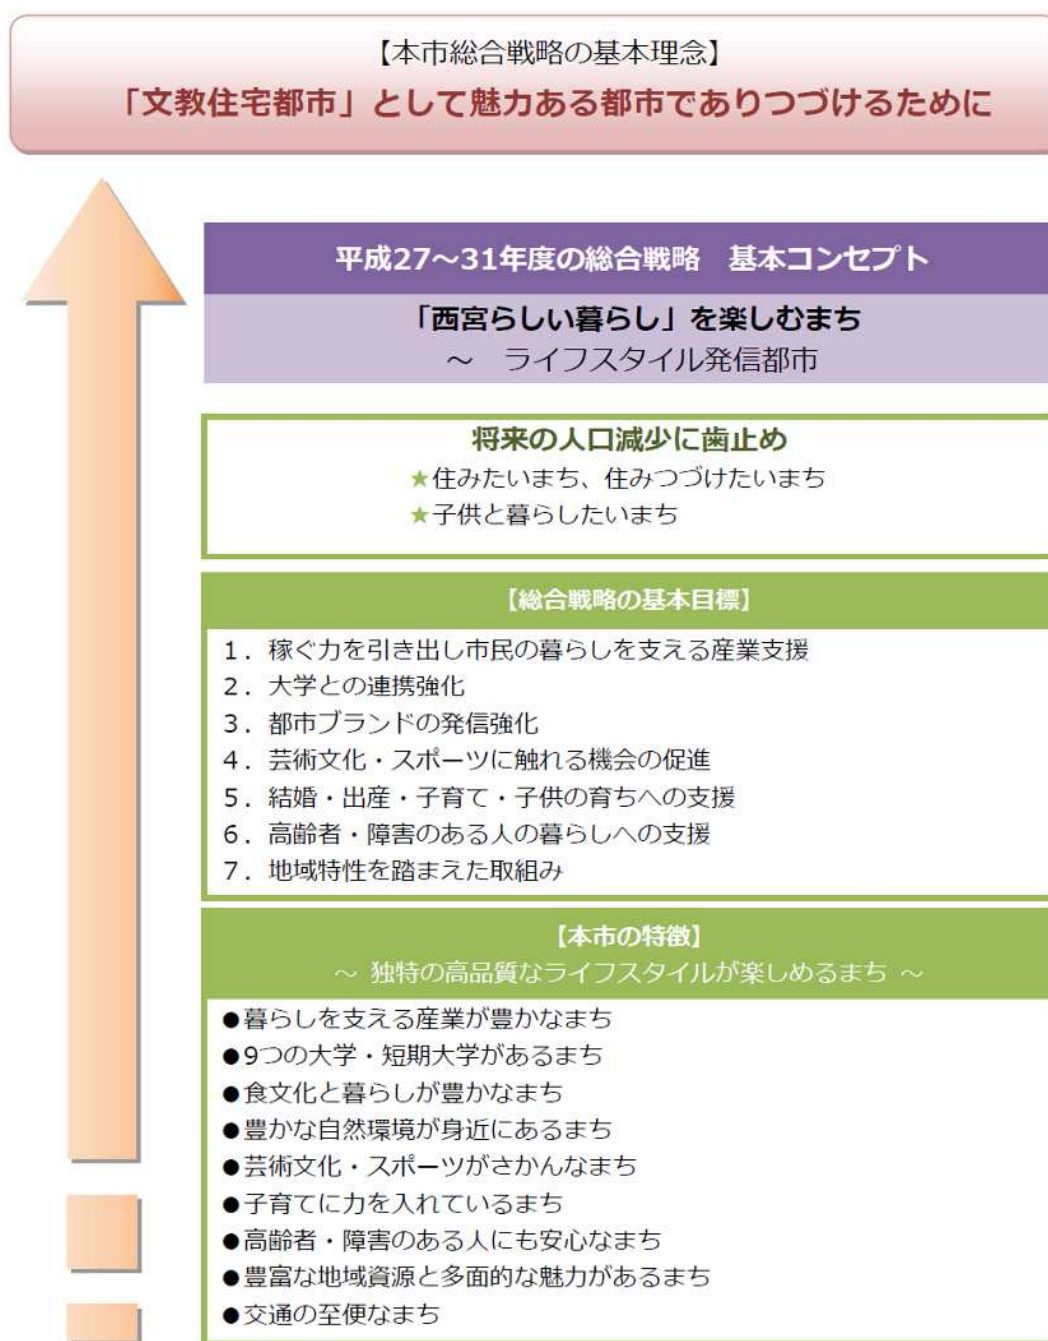 【本市総合戦略の基本理念】
「文教住宅都市」として魅力ある都市でありつづけるために
平成27～31年度の総合戦略　基本コンセプト
「西宮らしい暮らし」を楽しむまち
～　ライフスタイル発信都市
将来の人口減少に歯止め
★住みたいまち、住みつづけたいまち
★子供と暮らしたいまち
【総合戦略の基本目標】
1．稼ぐ力を引き出し市民の暮らしを支える産業支援
2．大学との連携強化
3．都市ブランドの発信強化
4．芸術文化・スポーツに触れる機会の促進
5．結婚・出産・子育て・子供の育ちへの支援
6．高齢者・障害のある人の暮らしへの支援
7．地域特性を踏まえた取組み
【本市の特徴】
～ 独特の高品質なライフスタイルが楽しめるまち ～
●暮らしを支える産業が豊かなまち
●9つの大学・短期大学があるまち
●食文化と暮らしが豊かなまち
●豊かな自然環境が身近にあるまち
●芸術文化・スポーツがさかんなまち
●子育てに力を入れているまち
●高齢者・障害のある人にも安心なまち
●豊富な地域資源と多面的な魅力があるまち
●交通の至便なまち